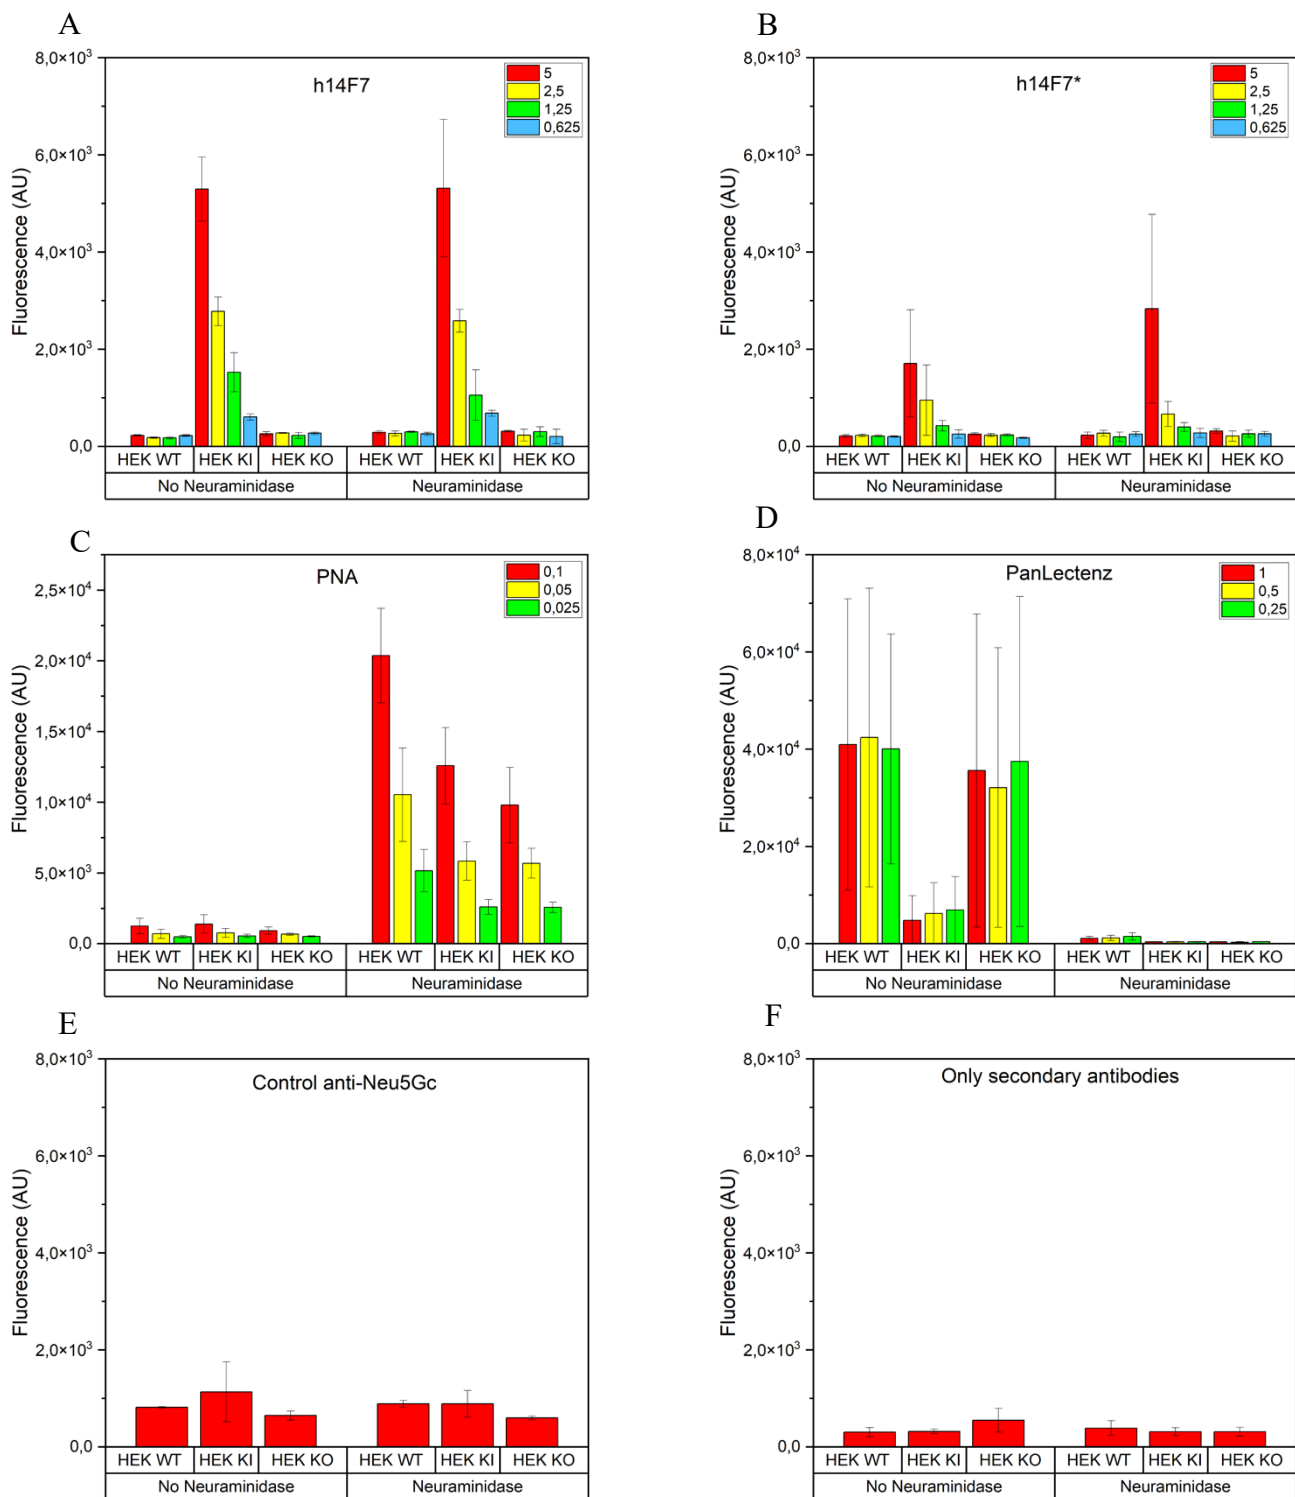 A
h14F7
5
2,5
1,25
0,625
8,0×10³
6,0×10³
4,0×10³
2,0×10³
0,0
Fluorescence (AU)
HEK WT HEK KI HEK KO HEK WT HEK KI HEK KO
No Neuraminidase Neuraminidase
B
h14F7*
5
2,5
1,25
0,625
8,0×10³
6,0×10³
4,0×10³
2,0×10³
0,0
Fluorescence (AU)
HEK WT HEK KI HEK KO HEK WT HEK KI HEK KO
No Neuraminidase Neuraminidase
C
PNA
0,1
0,05
0,025
2,5×10⁴
2,0×10⁴
1,5×10⁴
1,0×10⁴
5,0×10³
0,0
Fluorescence (AU)
HEK WT HEK KI HEK KO HEK WT HEK KI HEK KO
No Neuraminidase Neuraminidase
D
PanLectenz
1
0,5
0,25
8,0×10⁴
6,0×10⁴
4,0×10⁴
2,0×10⁴
0,0
Fluorescence (AU)
HEK WT HEK KI HEK KO HEK WT HEK KI HEK KO
No Neuraminidase Neuraminidase
E
Control anti-Neu5Gc
8,0×10³
6,0×10³
4,0×10³
2,0×10³
0,0
Fluorescence (AU)
HEK WT HEK KI HEK KO HEK WT HEK KI HEK KO
No Neuraminidase Neuraminidase
F
Only secondary antibodies
8,0×10³
6,0×10³
4,0×10³
2,0×10³
0,0
Fluorescence (AU)
HEK WT HEK KI HEK KO HEK WT HEK KI HEK KO
No Neuraminidase Neuraminidase